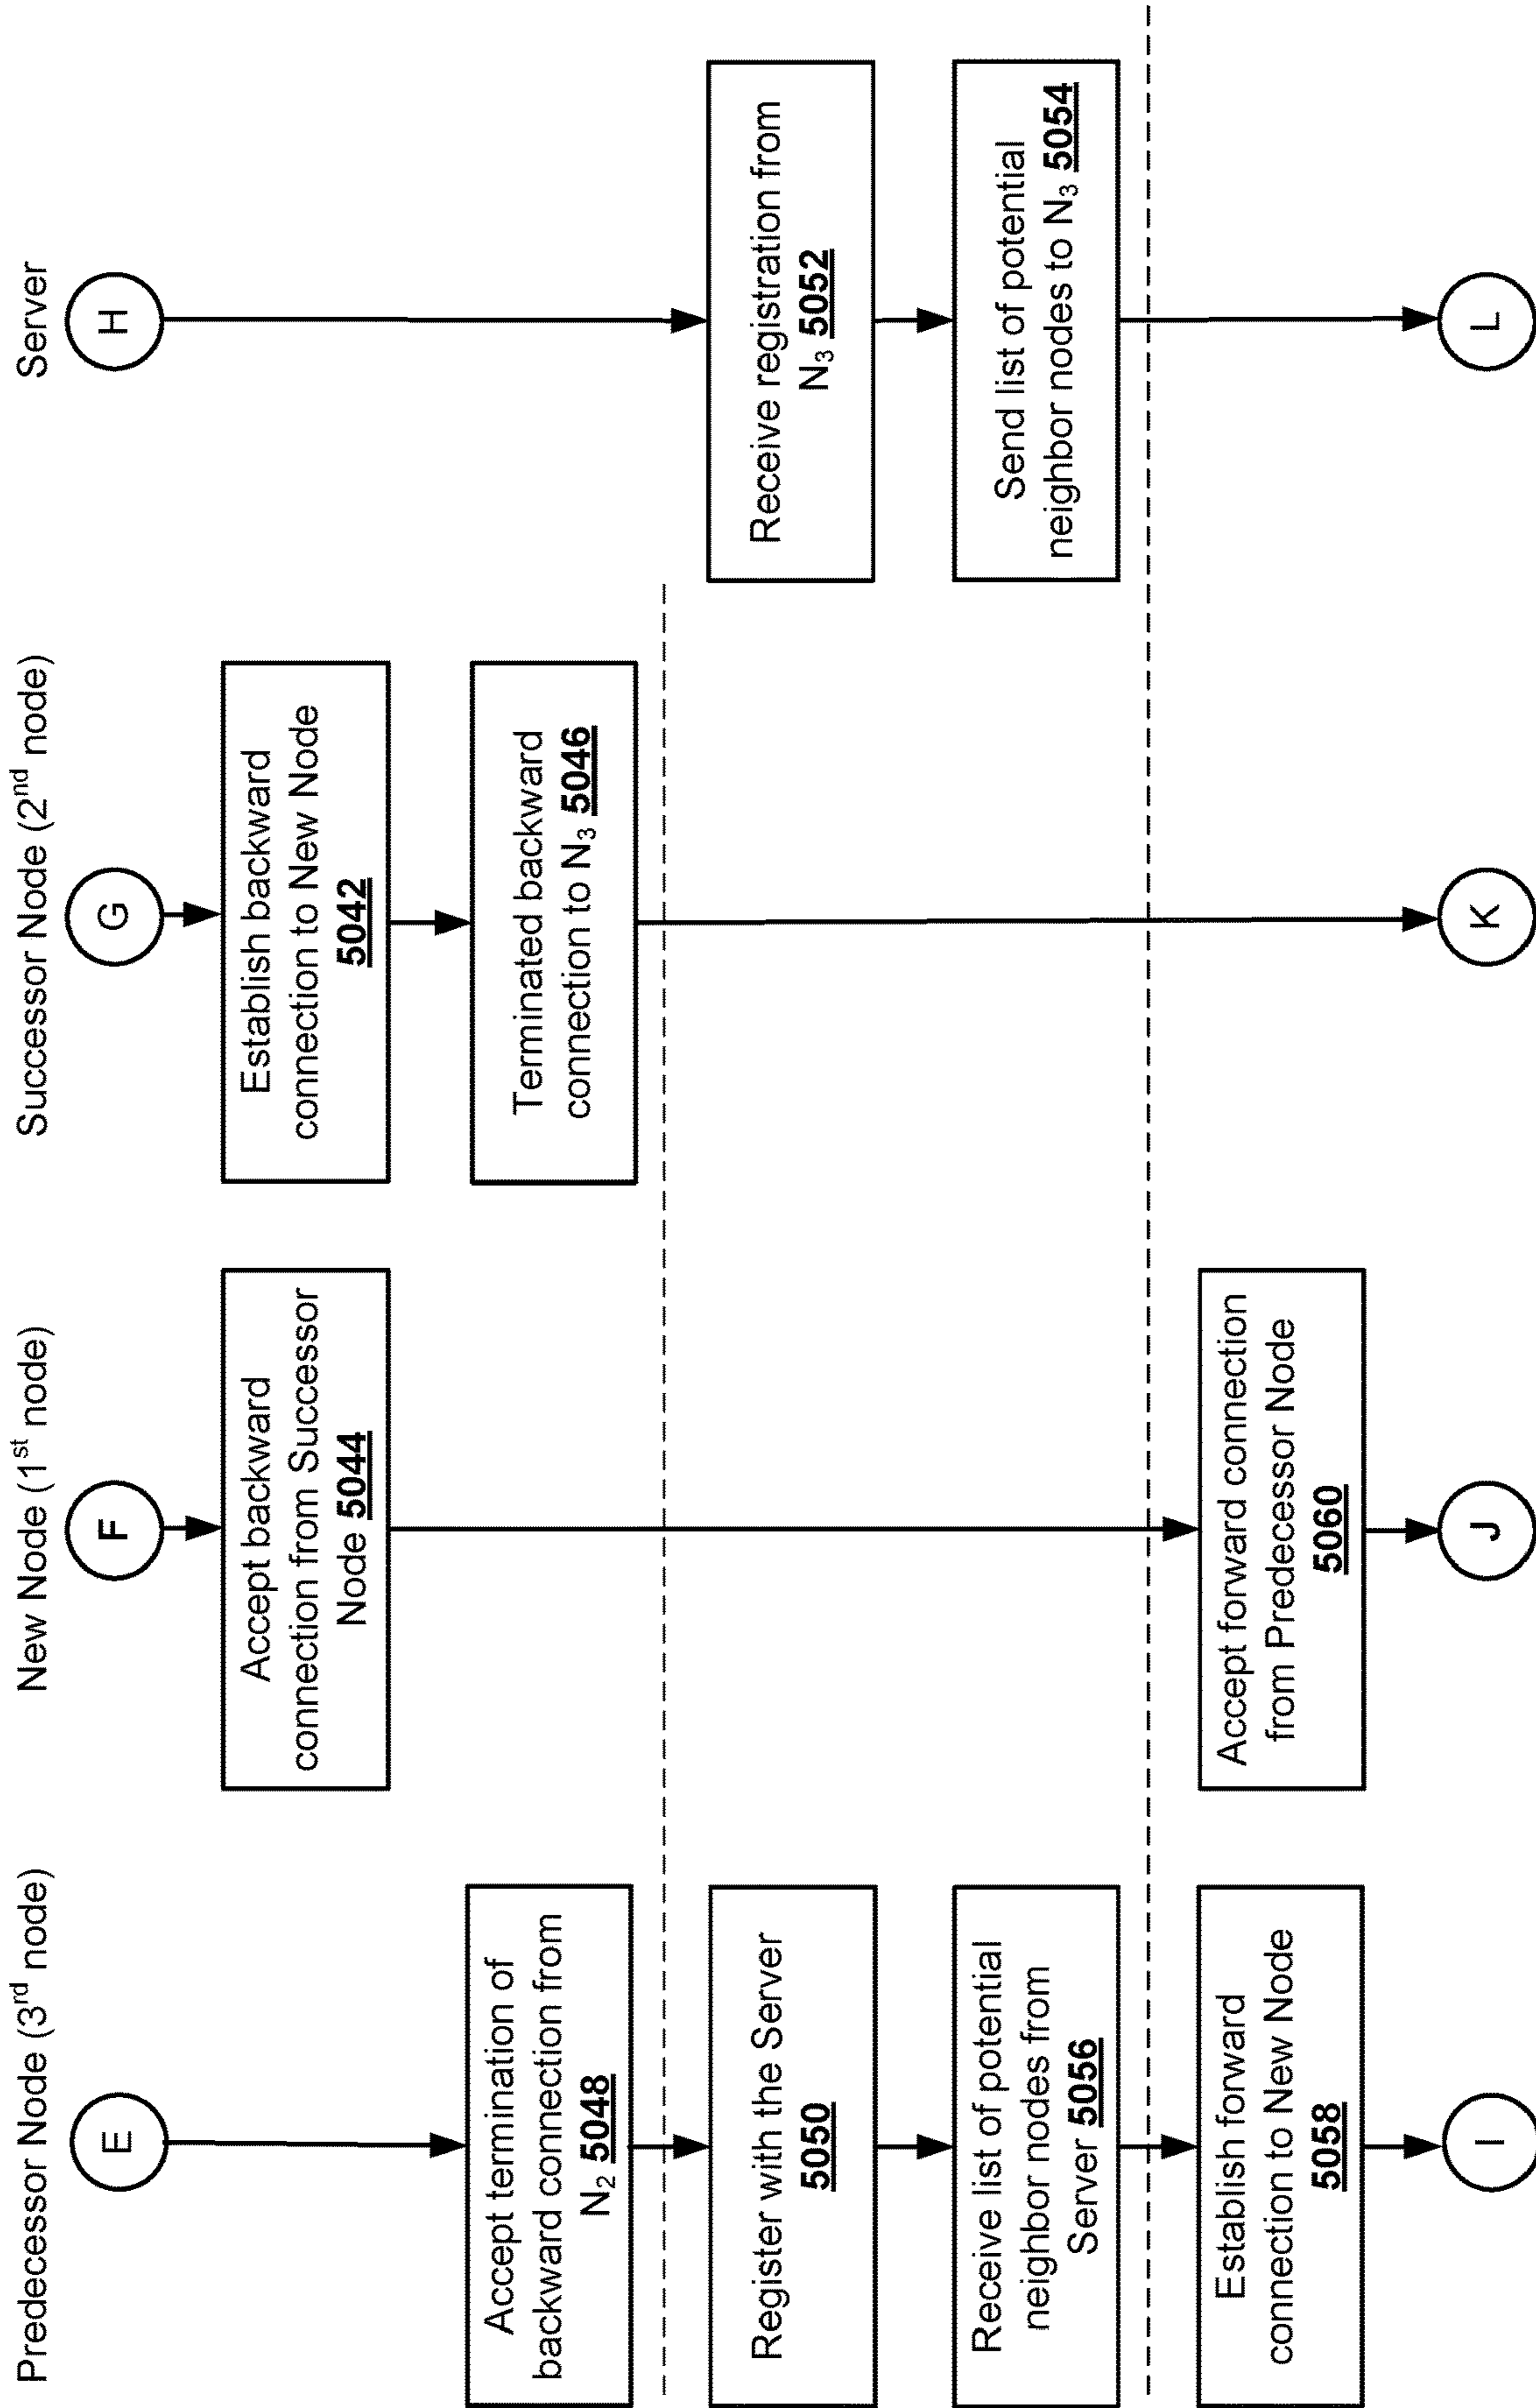 Predecessor Node (3rd node)
New Node (1st node)
Successor Node (2nd node)
Server
E
F
G
H
Accept backward
connection from Successor
Node 5044
Establish backward
connection to New Node
5042
Accept termination of
backward connection from
N2 5048
Terminated backward
connection to N3 5046
Register with the Server
5050
Receive registration from
N3 5052
Receive list of potential
neighbor nodes from
Server 5056
Send list of potential
neighbor nodes to N3 5054
Establish forward
connection to New Node
5058
Accept forward connection
from Predecessor Node
5060
I
J
K
L